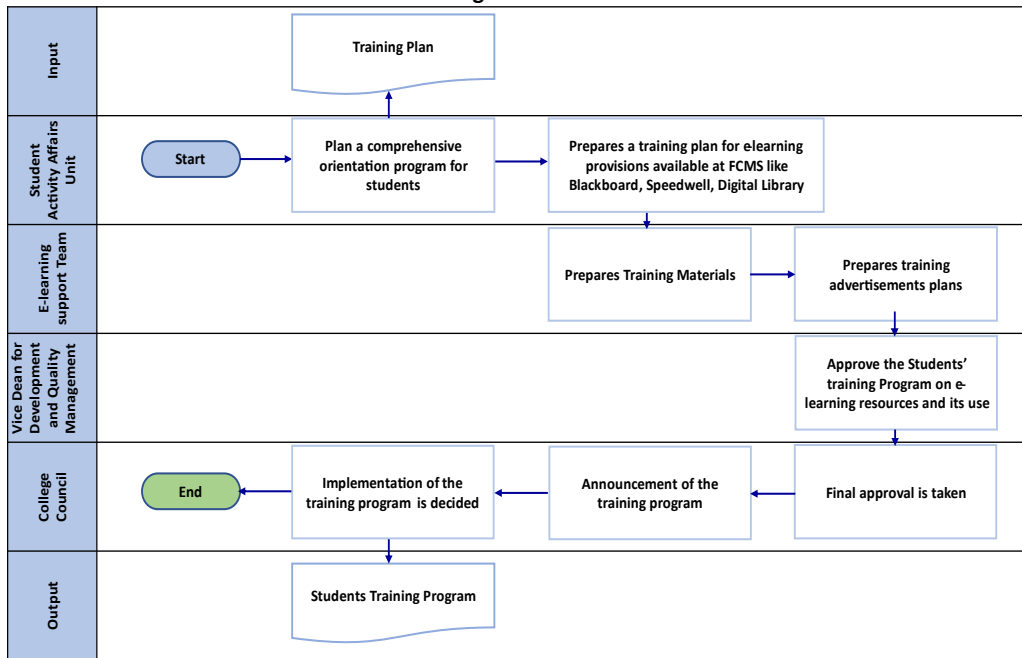 Input
Training Plan
Student
Activity Affairs
Unit
Start
Plan a comprehensive
orientation program for
students
Prepares a training plan for elearning
provisions available at FCMS like
Blackboard, Speedwell, Digital Library
E-learning
support Team
Prepares Training Materials
Prepares training
advertisements plans
Vice Dean for
Development
and Quality
Management
Approve the Students’
training Program on e-
learning resources and its use
College
Council
End
Implementation of the
training program is decided
Announcement of the
training program
Final approval is taken
Output
Students Training Program